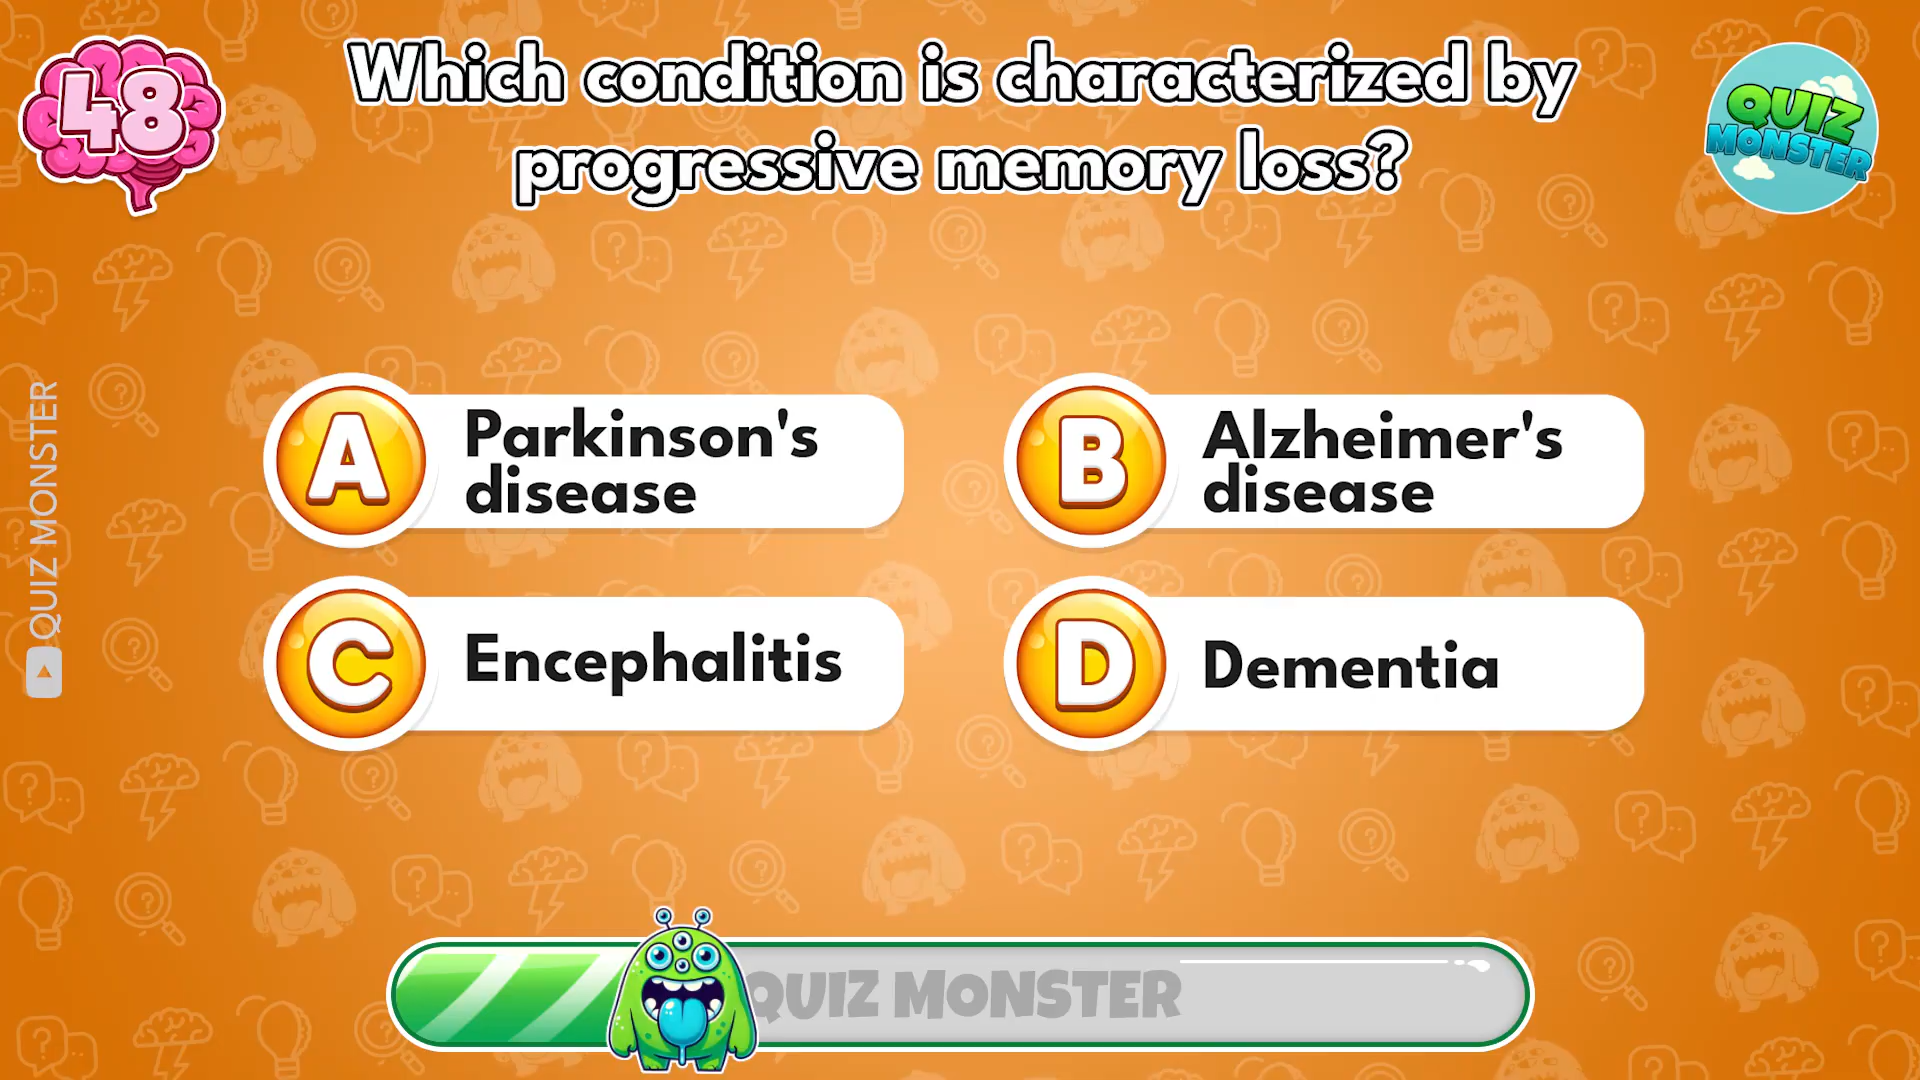 48
Which condition is characterized by
progressive memory loss?
QUIZ
MONSTER
A
Parkinson's
disease
B
Alzheimer's
disease
C
Encephalitis
D
Dementia
QUIZ MONSTER
QUIZ MONSTER